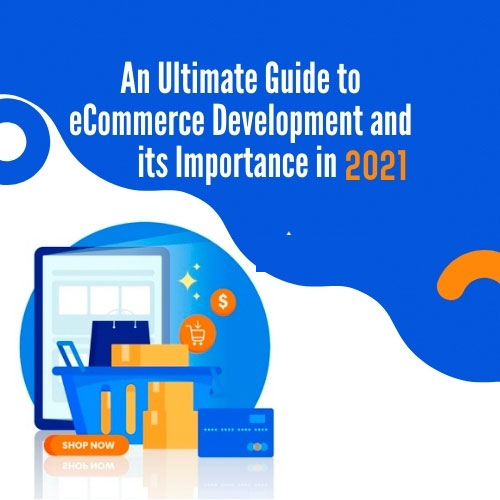 An Ultimate Guide to
eCommerce Development and
its Importance in 2021
$
SHOP NOW